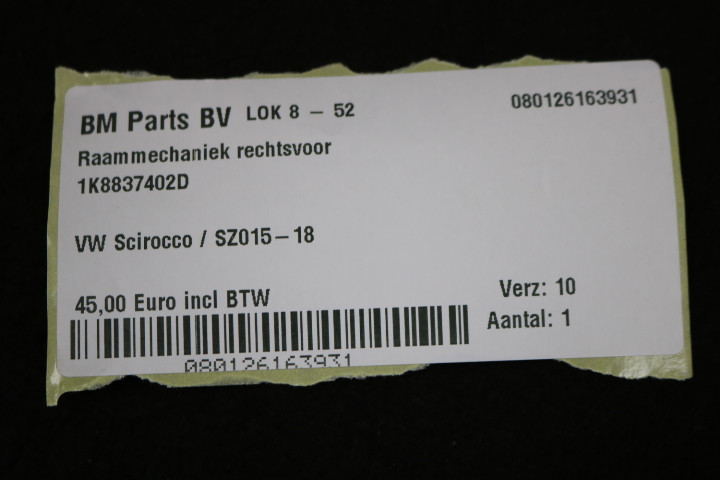 BM Parts BV LOK 8 – 52 080126163931
Raammechaniek rechtsvoor
1K8837402D
VW Scirocco / SZ015–18
45,00 Euro incl BTW
Verz: 10
Aantal: 1
080126163931